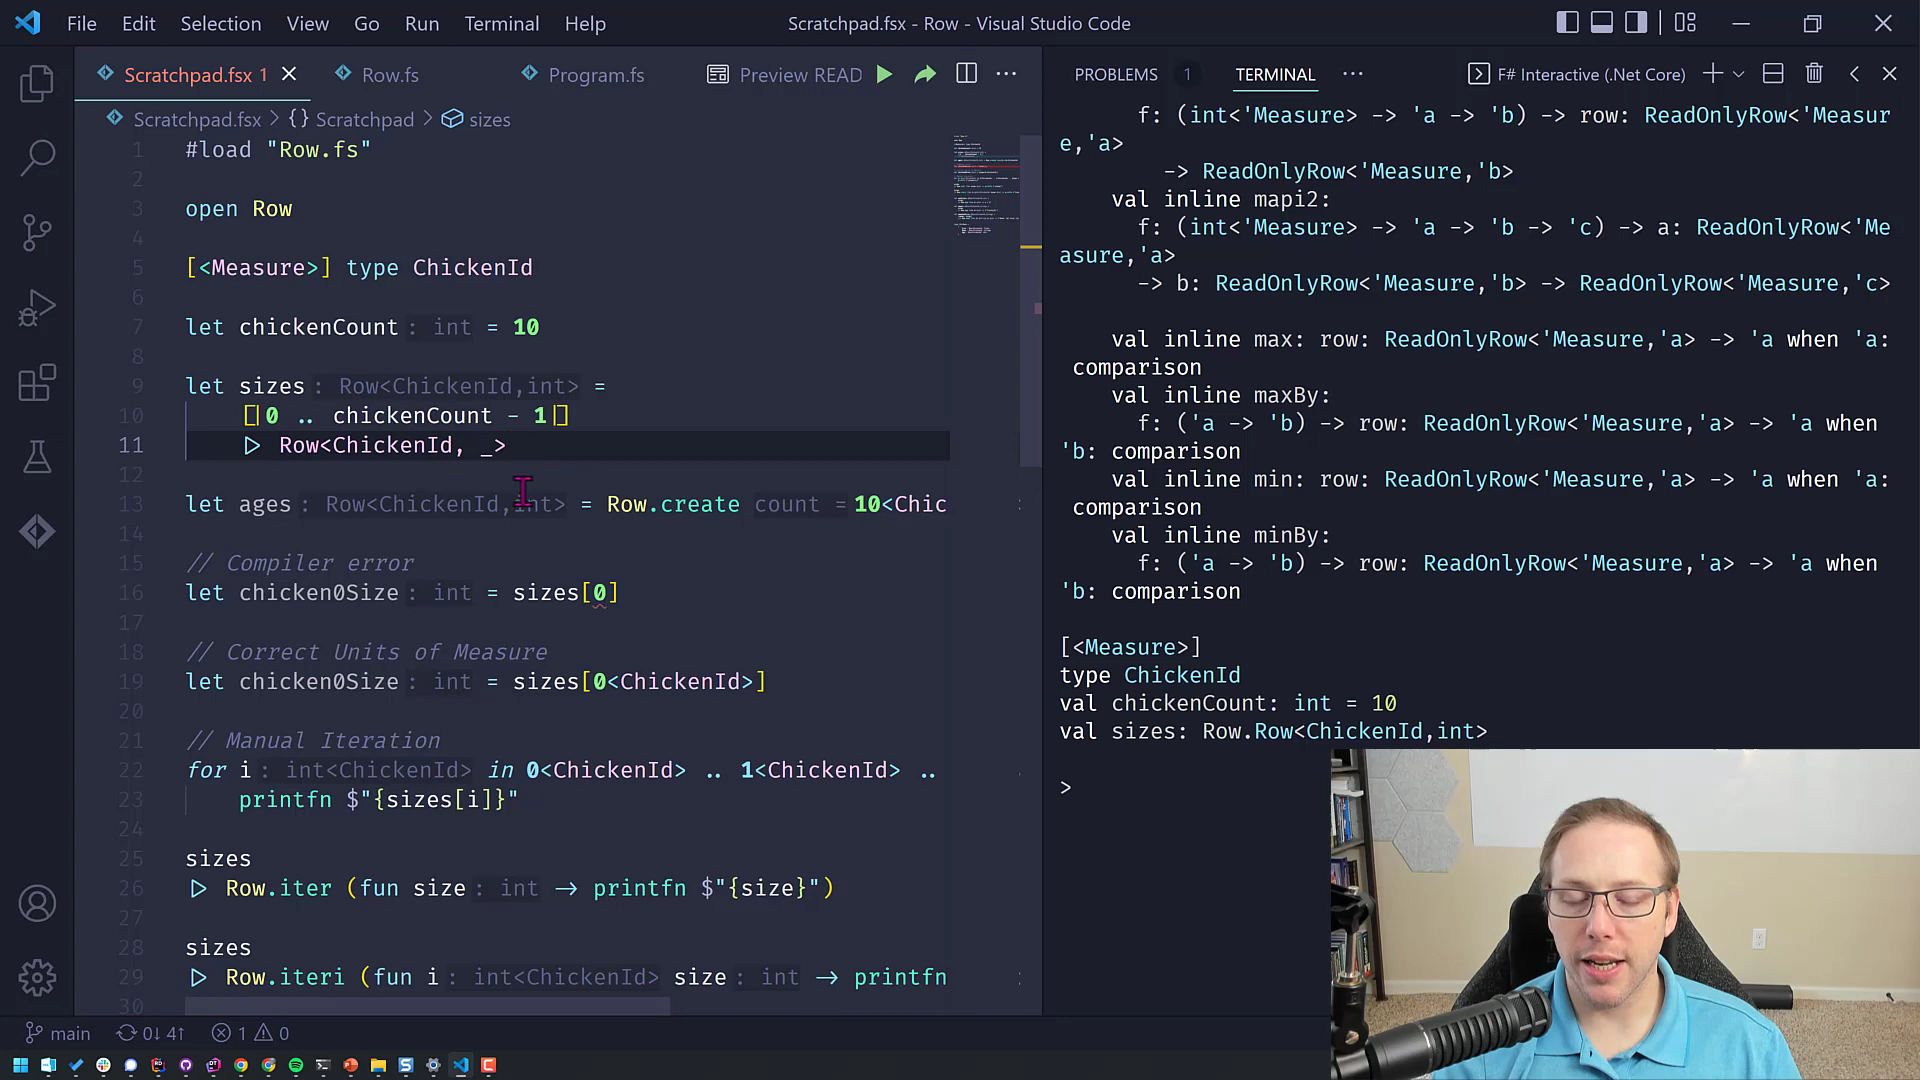 File Edit Selection View Go Run Terminal Help
Scratchpad.fsx - Row - Visual Studio Code
Scratchpad.fsx 1
Row.fs
Program.fs
Preview READ
Scratchpad.fsx > {} Scratchpad > sizes
1 #load "Row.fs"
2
3 open Row
4
5 [<Measure>] type ChickenId
6
7 let chickenCount : int = 10
8
9 let sizes : Row<ChickenId,int> =
10 [|0 .. chickenCount - 1|]
11 |> Row<ChickenId, _>
12
13 let ages : Row<ChickenId,int> = Row.create count = 10<Chic
14
15 // Compiler error
16 let chicken0Size : int = sizes[0]
17
18 // Correct Units of Measure
19 let chicken0Size : int = sizes[0<ChickenId>]
20
21 // Manual Iteration
22 for i : int<ChickenId> in 0<ChickenId> .. 1<ChickenId> ..
23 printfn $"{sizes[i]}"
24
25 sizes
26 |> Row.iter (fun size : int -> printfn $"{size}")
27
28 sizes
29 |> Row.iteri (fun i : int<ChickenId> size : int -> printfn
30
main 0↓ 4↑ 1 0
PROBLEMS 1 TERMINAL ··· F# Interactive (.Net Core)
f: (int<'Measure> -> 'a -> 'b) -> row: ReadOnlyRow<'Measur
e,'a>
-> ReadOnlyRow<'Measure,'b>
val inline mapi2:
f: (int<'Measure> -> 'a -> 'b -> 'c) -> a: ReadOnlyRow<'Me
asure,'a>
-> b: ReadOnlyRow<'Measure,'b> -> ReadOnlyRow<'Measure,'c>
val inline max: row: ReadOnlyRow<'Measure,'a> -> 'a when 'a:
comparison
val inline maxBy:
f: ('a -> 'b) -> row: ReadOnlyRow<'Measure,'a> -> 'a when
'b: comparison
val inline min: row: ReadOnlyRow<'Measure,'a> -> 'a when 'a:
comparison
val inline minBy:
f: ('a -> 'b) -> row: ReadOnlyRow<'Measure,'a> -> 'a when
'b: comparison
[<Measure>]
type ChickenId
val chickenCount: int = 10
val sizes: Row.Row<ChickenId,int>
>